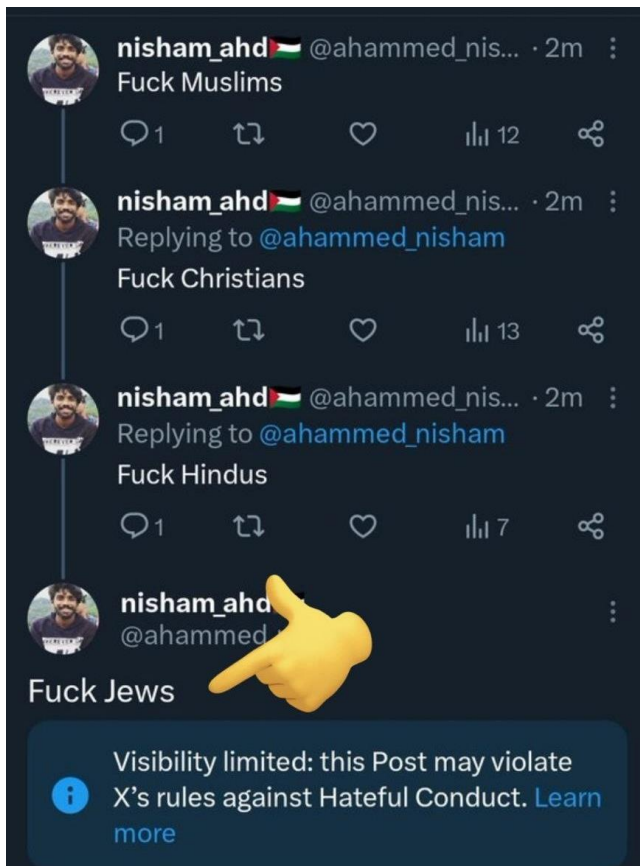 nisham_ahd🇵🇸 @ahammed_nis... · 2m
Fuck Muslims
1 12
nisham_ahd🇵🇸 @ahammed_nis... · 2m
Replying to @ahammed_nisham
Fuck Christians
1 13
nisham_ahd🇵🇸 @ahammed_nis... · 2m
Replying to @ahammed_nisham
Fuck Hindus
1 7
nisham_ahd
@ahammed
Fuck Jews
Visibility limited: this Post may violate
X’s rules against Hateful Conduct. Learn
more